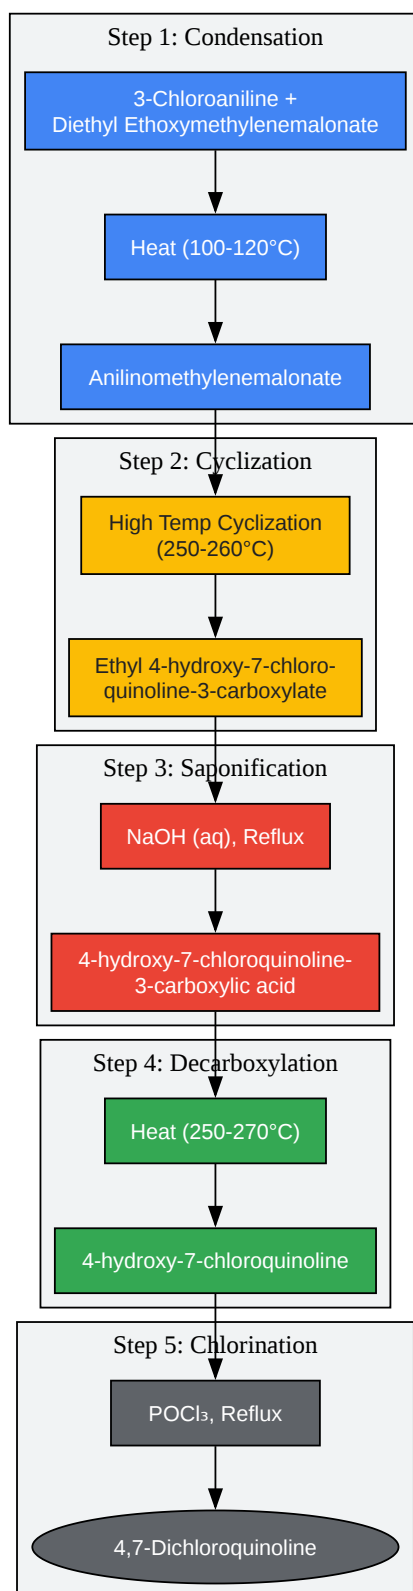 Step 1: Condensation
3-Chloroaniline +
Diethyl Ethoxymethylenemalonate
Heat (100-120°C)
Anilinomethylenemalonate
Step 2: Cyclization
High Temp Cyclization
(250-260°C)
Ethyl 4-hydroxy-7-chloro-
quinoline-3-carboxylate
Step 3: Saponification
NaOH (aq), Reflux
4-hydroxy-7-chloroquinoline-
3-carboxylic acid
Step 4: Decarboxylation
Heat (250-270°C)
4-hydroxy-7-chloroquinoline
Step 5: Chlorination
POCl₃, Reflux
4,7-Dichloroquinoline